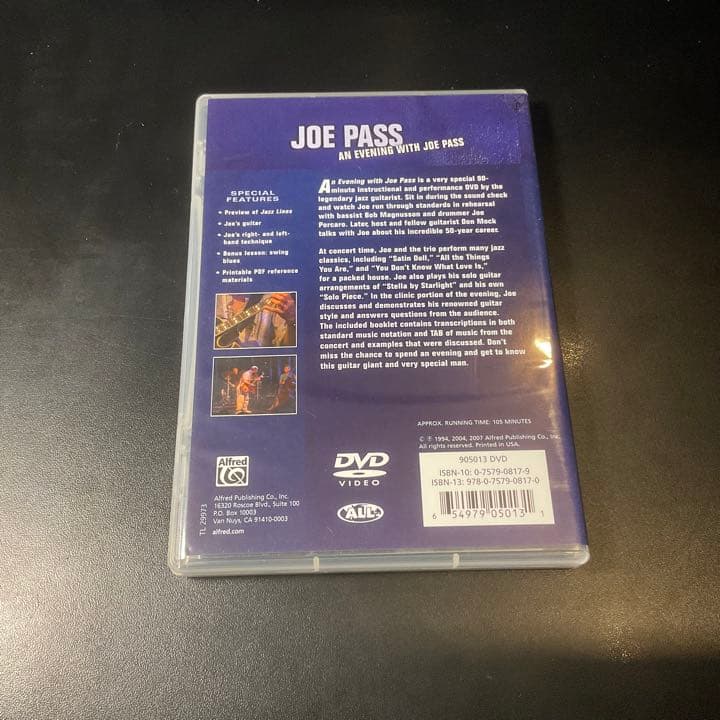 JOE PASS
AN EVENING WITH JOE PASS
SPECIAL
FEATURES
• Preview of Jazz Lines
• Joe's guitar
• Joe's right- and left-
hand technique
• Bonus lesson: swing
blues
• Printable PDF reference
materials
An Evening with Joe Pass is a very special 90-
minute instructional and performance DVD by the
legendary jazz guitarist. Sit in during the sound check
and watch Joe run through standards in rehearsal
with bassist Bob Magnusson and drummer Joe
Porcaro. Later, host and fellow guitarist Don Mock
talks with Joe about his incredible 50-year career.
At concert time, Joe and the trio perform many jazz
classics, including "Satin Doll," "All the Things
You Are," and "You Don't Know What Love Is,"
for a packed house. Joe also plays his solo guitar
arrangements of "Stella by Starlight" and his own
"Solo Piece." In the clinic portion of the evening, Joe
discusses and demonstrates his renowned guitar
style and answers questions from the audience.
The included booklet contains transcriptions in both
standard music notation and TAB of music from the
concert and examples that were discussed. Don't
miss the chance to spend an evening and get to know
this guitar giant and very special man.
APPROX. RUNNING TIME: 105 MINUTES
© ℗ 1994, 2004, 2007 Alfred Publishing Co., Inc.
All rights reserved. Printed in USA.
905013 DVD
ISBN-10: 0-7579-0817-9
ISBN-13: 978-0-7579-0817-0
6 54979 05013 1
Alfred
Alfred Publishing Co., Inc.
16320 Roscoe Blvd., Suite 100
P.O. Box 10003
Van Nuys, CA 91410-0003
alfred.com
TL 29973
DVD
VIDEO
ALL